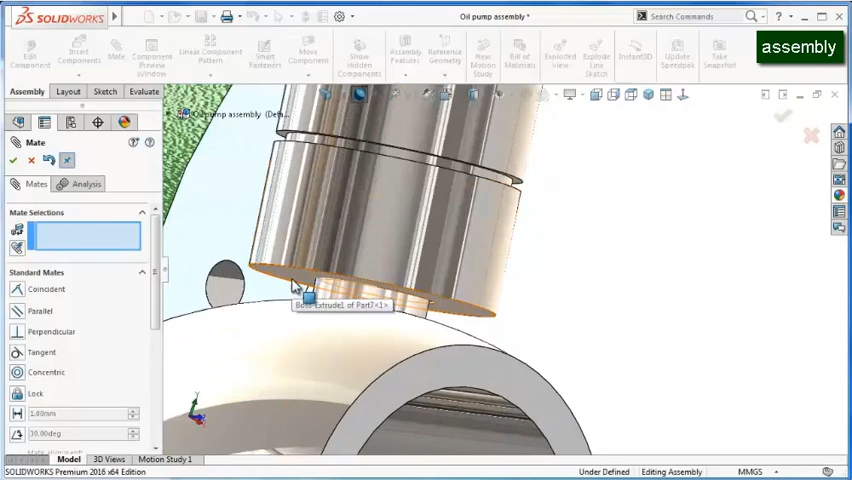 SOLIDWORKS
Oil pump assembly *
Search Commands
assembly
Edit Component
Insert Components
Mate
Component Preview Window
Linear Component Pattern
Smart Fasteners
Move Component
Show Hidden Components
Assembly Features
Reference Geometry
New Motion Study
Bill of Materials
Exploded View
Explode Line Sketch
Instant3D
Update Speedpak
Take Snapshot
Assembly
Layout
Sketch
Evaluate
Oil pump assembly (Defa...
Mate
Mates
Analysis
Mate Selections
Standard Mates
Coincident
Parallel
Perpendicular
Tangent
Concentric
Lock
1.00mm
30.00deg
Boss-Extrude1 of Part7<1>
Y
Model
3D Views
Motion Study 1
SOLIDWORKS Premium 2016 x64 Edition
Under Defined
Editing Assembly
MMGS